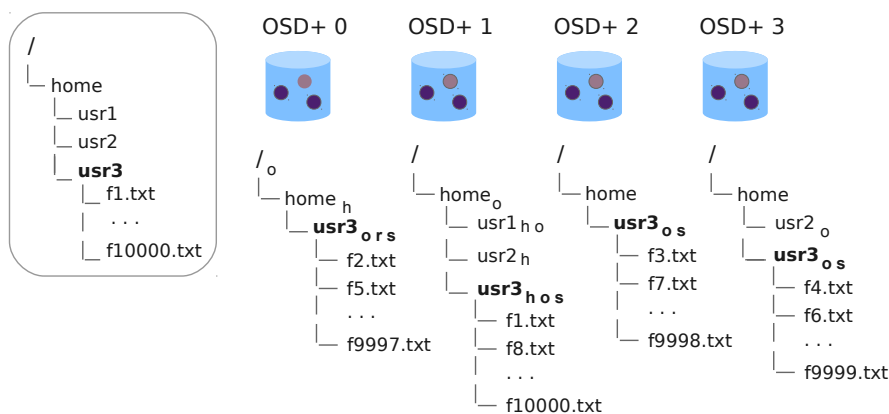 /
home
usr1
usr2
usr3
f1.txt
. . .
f10000.txt
OSD+ 0
/ o
home h
usr3 o r s
f2.txt
f5.txt
. . .
f9997.txt
OSD+ 1
/
home o
usr1 h o
usr2 h
usr3 h o s
f1.txt
f8.txt
. . .
f10000.txt
OSD+ 2
/
home
usr3 o s
f3.txt
f7.txt
. . .
f9998.txt
OSD+ 3
/
home
usr2 o
usr3 o s
f4.txt
f6.txt
. . .
f9999.txt